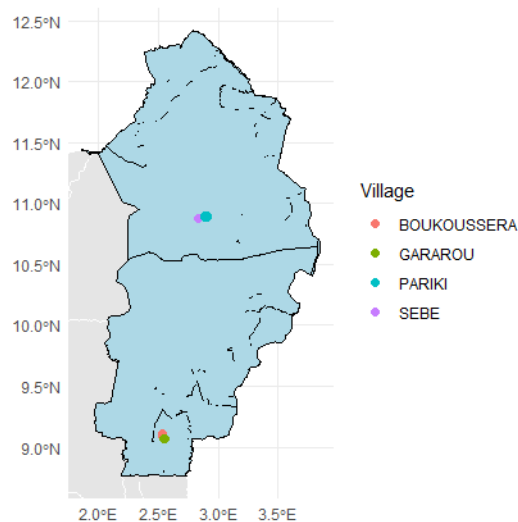 12.5°N
12.0°N
11.5°N
11.0°N
10.5°N
10.0°N
9.5°N
9.0°N
2.0°E 2.5°E 3.0°E 3.5°E
Village
BOUKOUSSERA
GARAROU
PARIKI
SEBE